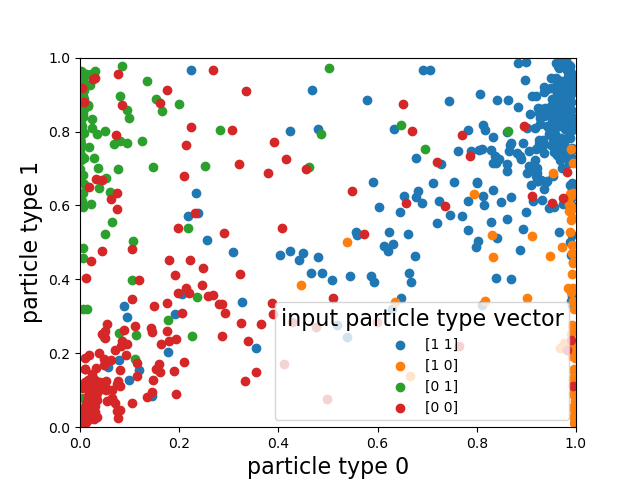 1.0
0.8
0.6
0.4
0.2
0.0
particle type 1
input particle type vector
[1 1]
[1 0]
[0 1]
[0 0]
0.0 0.2 0.4 0.6 0.8 1.0
particle type 0